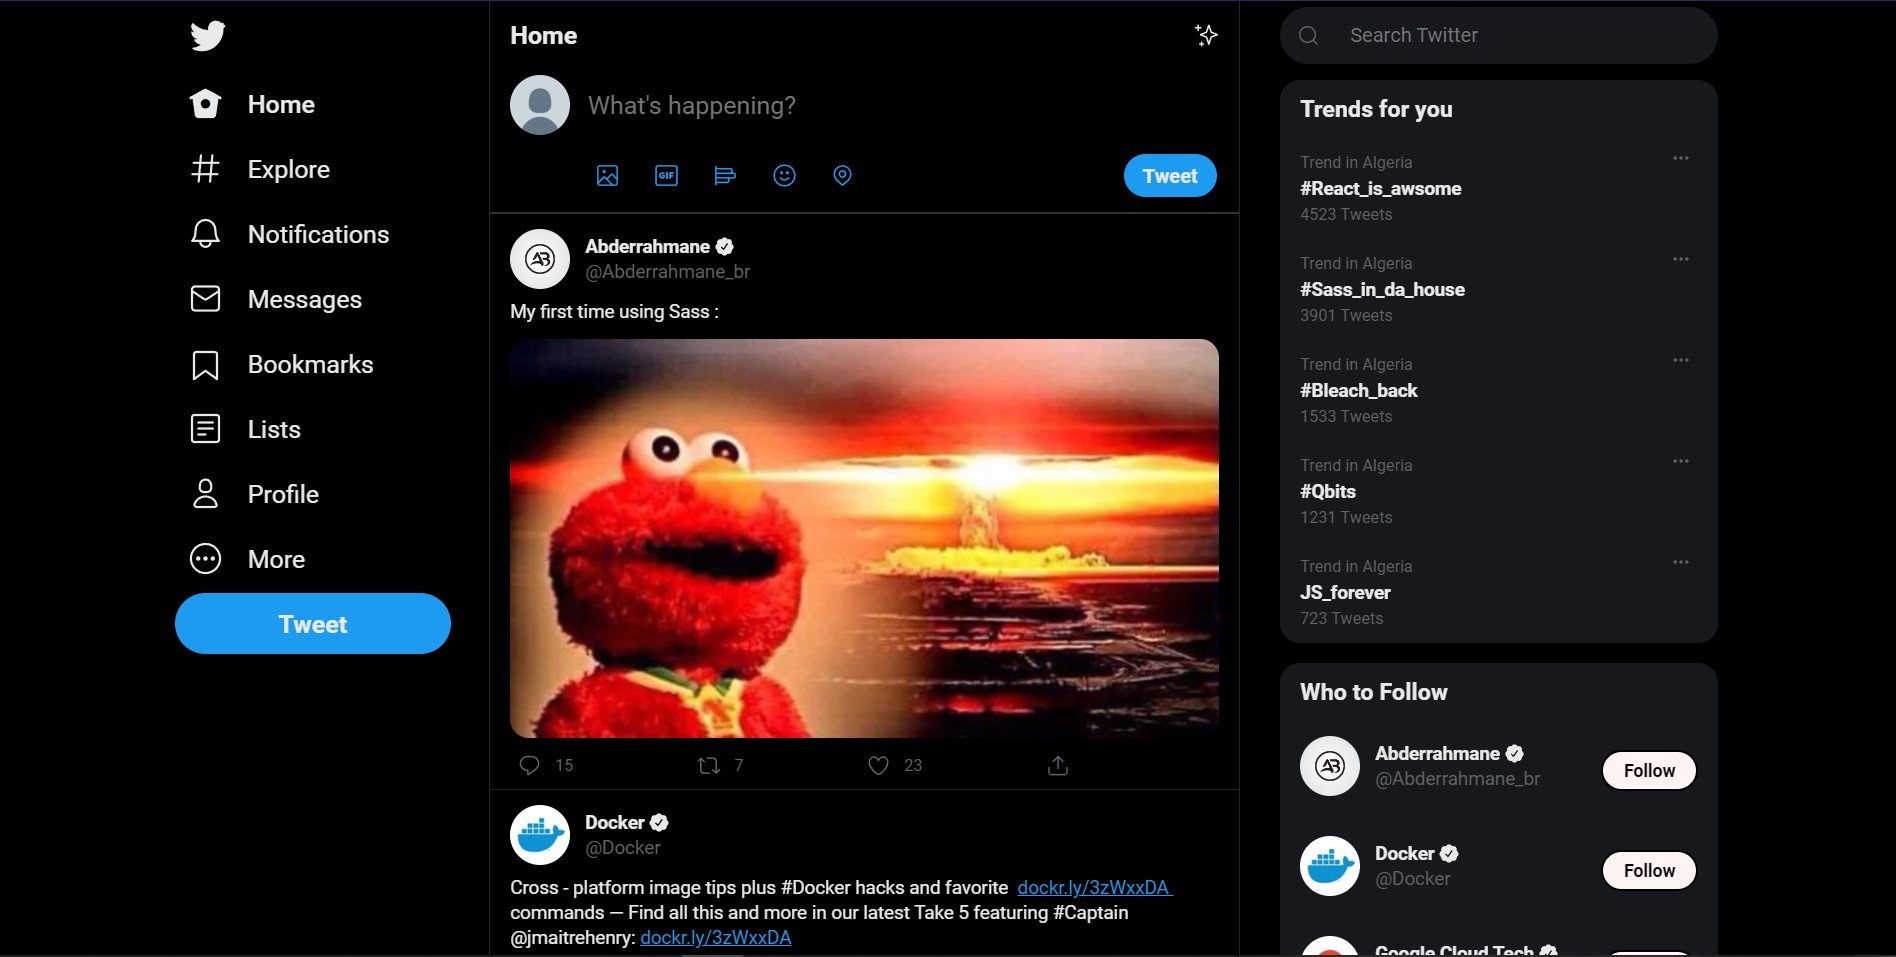 Home
Explore
Notifications
Messages
Bookmarks
Lists
Profile
More
Tweet
Home
What's happening?
GIF
Tweet
AB
Abderrahmane
@Abderrahmane_br
My first time using Sass :
15
7
23
Docker
@Docker
Cross - platform image tips plus #Docker hacks and favorite dockr.ly/3zWxxDA
commands — Find all this and more in our latest Take 5 featuring #Captain
@jmaitrehenry: dockr.ly/3zWxxDA
Search Twitter
Trends for you
Trend in Algeria
#React_is_awsome
4523 Tweets
Trend in Algeria
#Sass_in_da_house
3901 Tweets
Trend in Algeria
#Bleach_back
1533 Tweets
Trend in Algeria
#Qbits
1231 Tweets
Trend in Algeria
JS_forever
723 Tweets
Who to Follow
AB
Abderrahmane
@Abderrahmane_br
Follow
Docker
@Docker
Follow
Google Cloud Tech